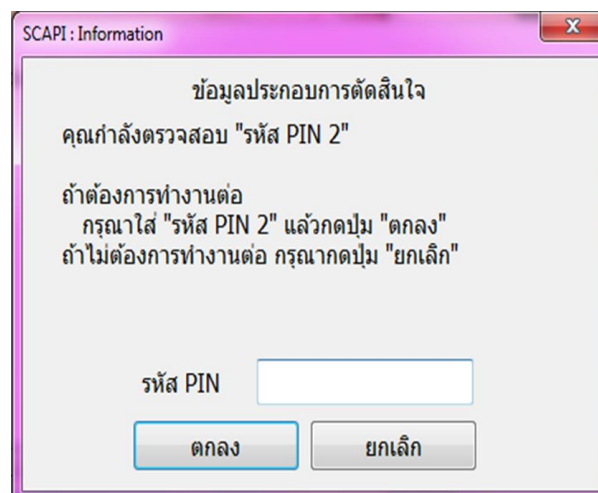 SCAPI : Information
ข้อมูลประกอบการตัดสินใจ
คุณกำลังตรวจสอบ "รหัส PIN 2"
ถ้าต้องการทำงานต่อ
กรุณาใส่ "รหัส PIN 2" แล้วกดปุ่ม "ตกลง"
ถ้าไม่ต้องการทำงานต่อ กรุณากดปุ่ม "ยกเลิก"
รหัส PIN
ตกลง ยกเลิก